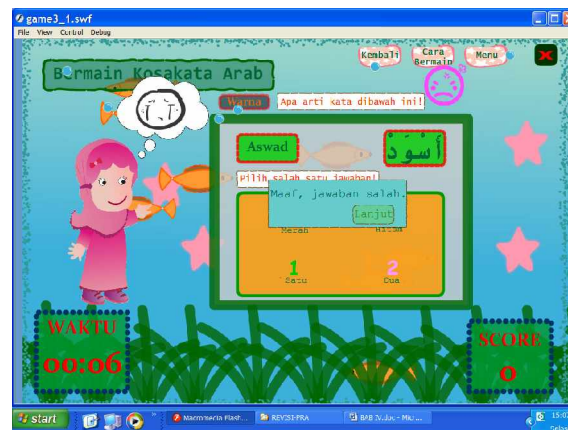 game3_1.swf
File View Control Debug
Bermain Kosakata Arab
Kembali
Cara
Bermain
Menu
X
Warna
Apa arti kata dibawah ini!
Aswad
أَسْوَدْ
Pilih salah satu jawaban!
Maaf, jawaban salah.
Lanjut
Merah
Hitam
1
2
Satu
Dua
WAKTU
00:06
SCORE
0
start
Macromedia Flash...
REVISI-PRA
BAB IV.doc - Mic...